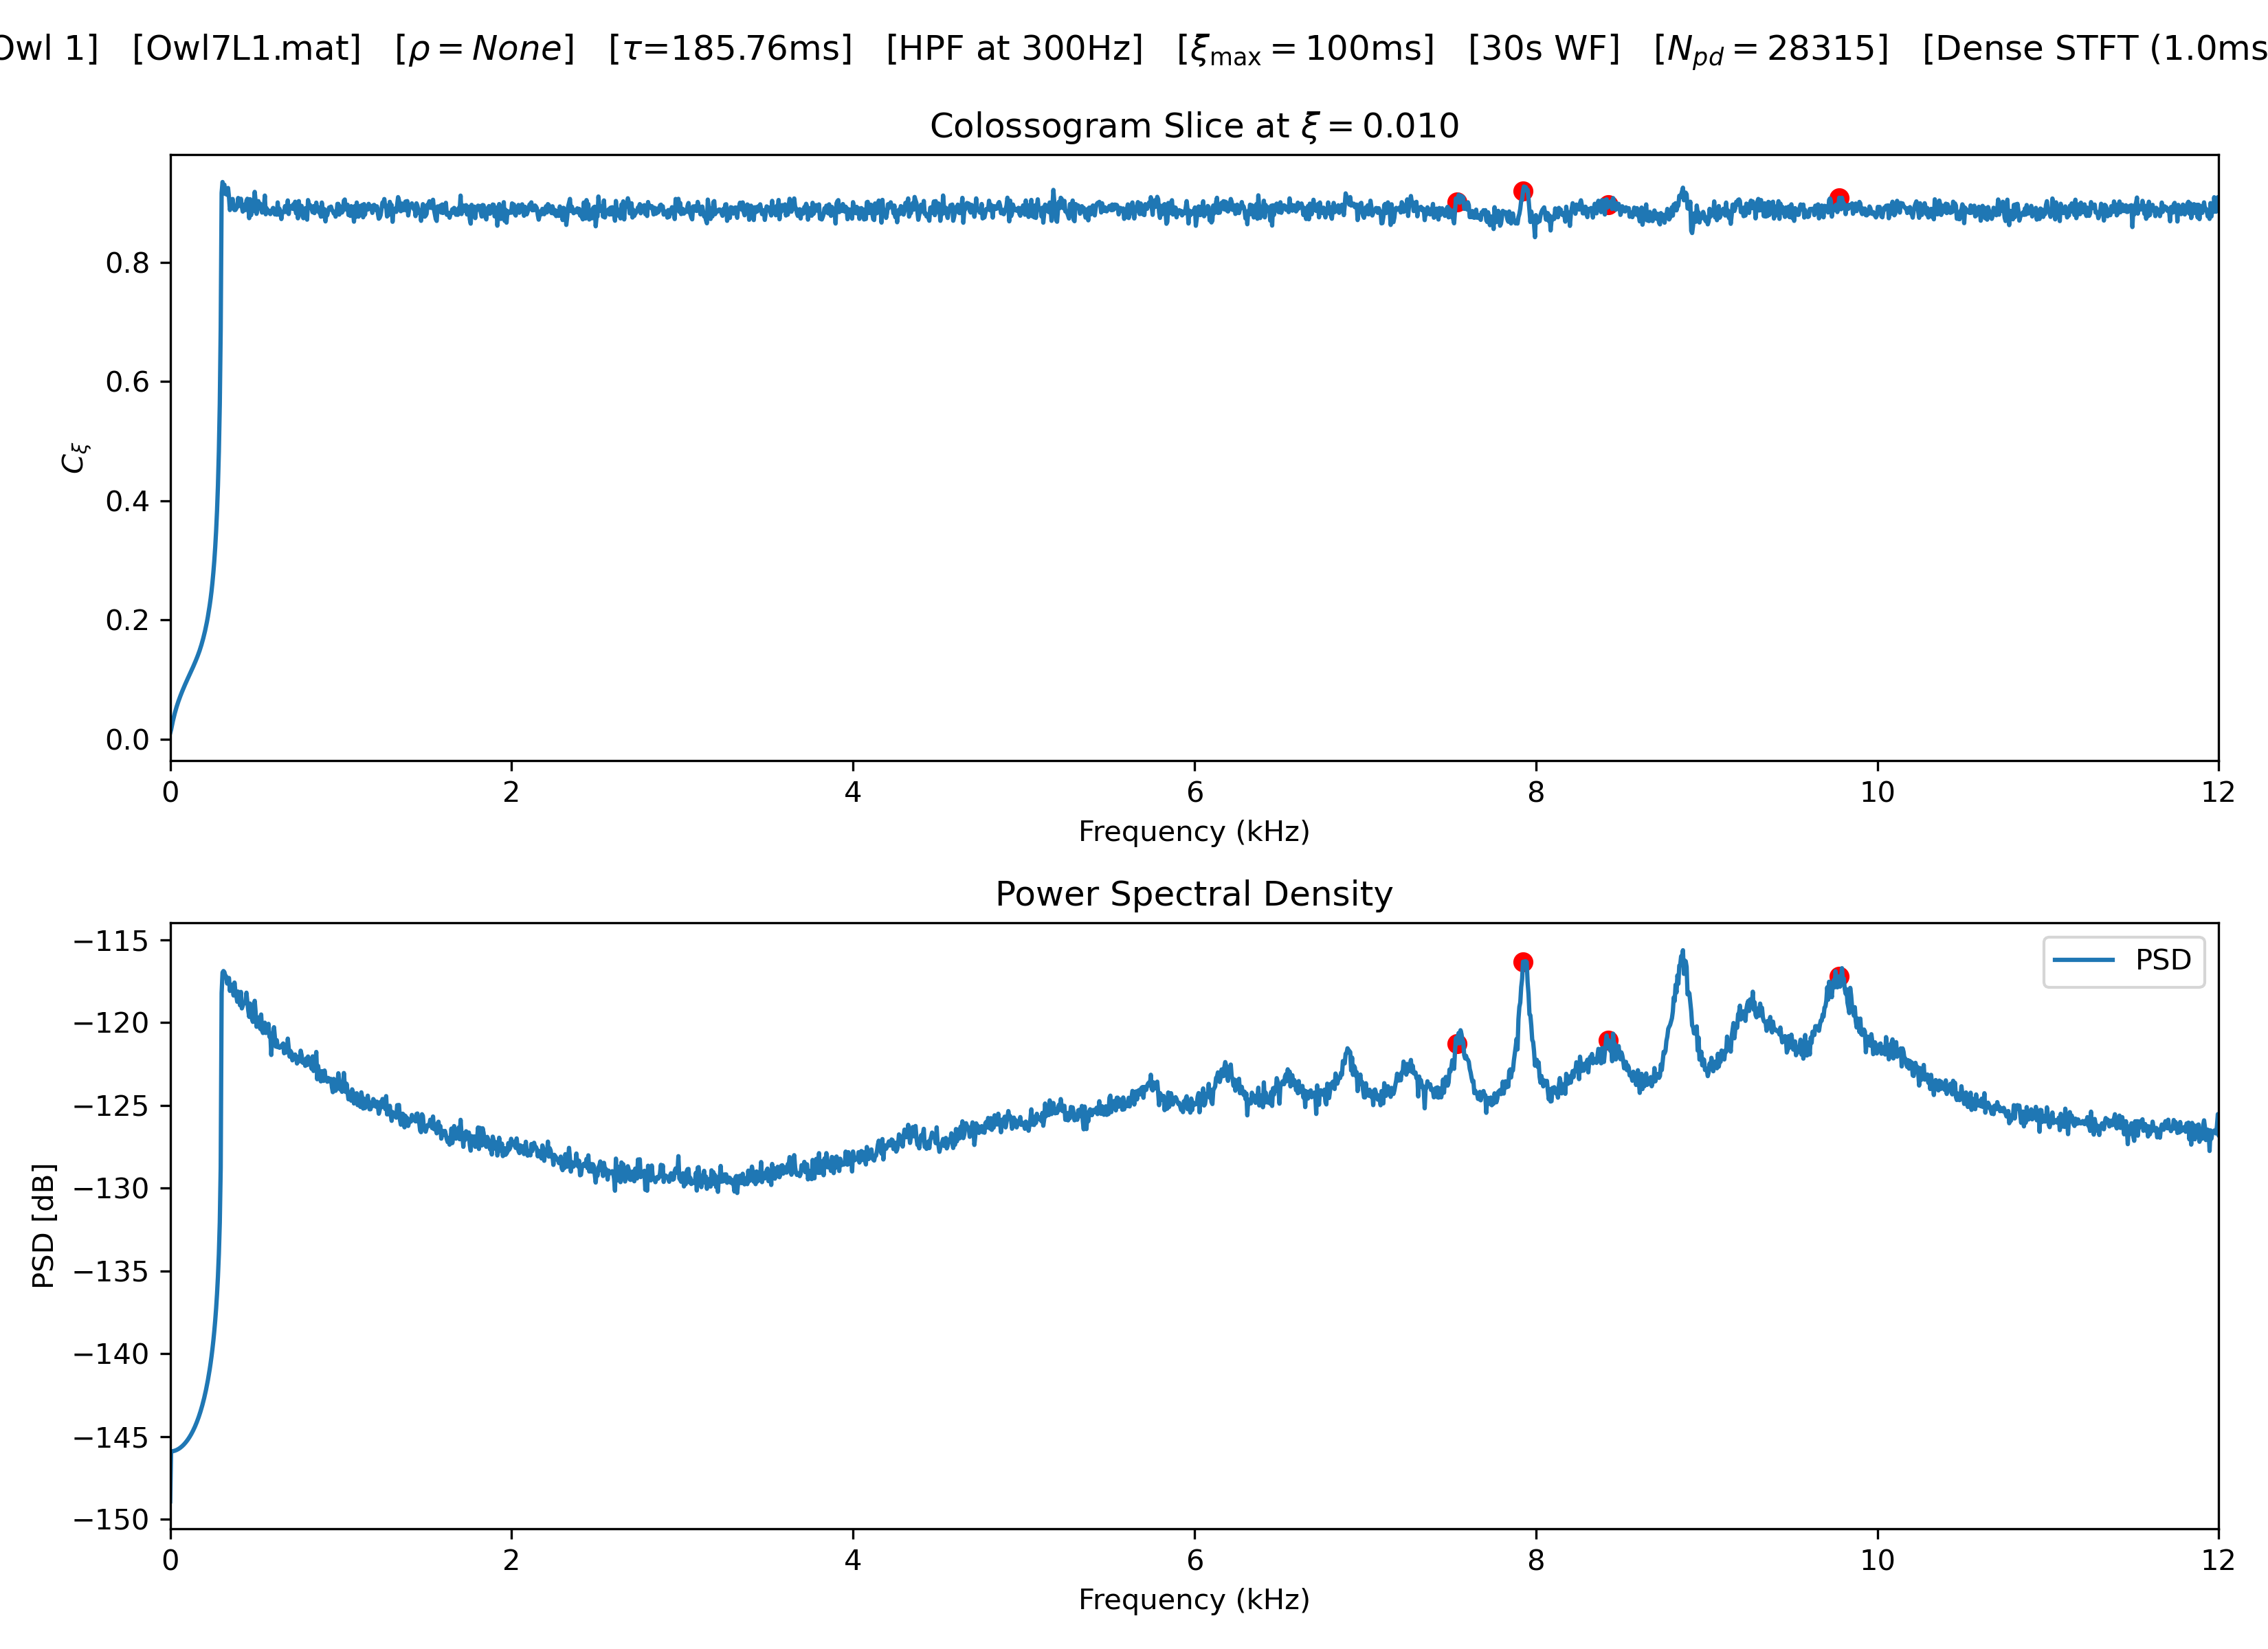 Owl 1] [Owl7L1.mat] [ρ = None] [τ=185.76ms] [HPF at 300Hz] [ξmax = 100ms] [30s WF] [Npd = 28315] [Dense STFT (1.0ms
Colossogram Slice at ξ = 0.010
0.8
0.6
0.4
0.2
0.0
Cξ
0 2 4 6 8 10 12
Frequency (kHz)
Power Spectral Density
PSD
−115
−120
−125
−130
−135
−140
−145
−150
PSD [dB]
0 2 4 6 8 10 12
Frequency (kHz)